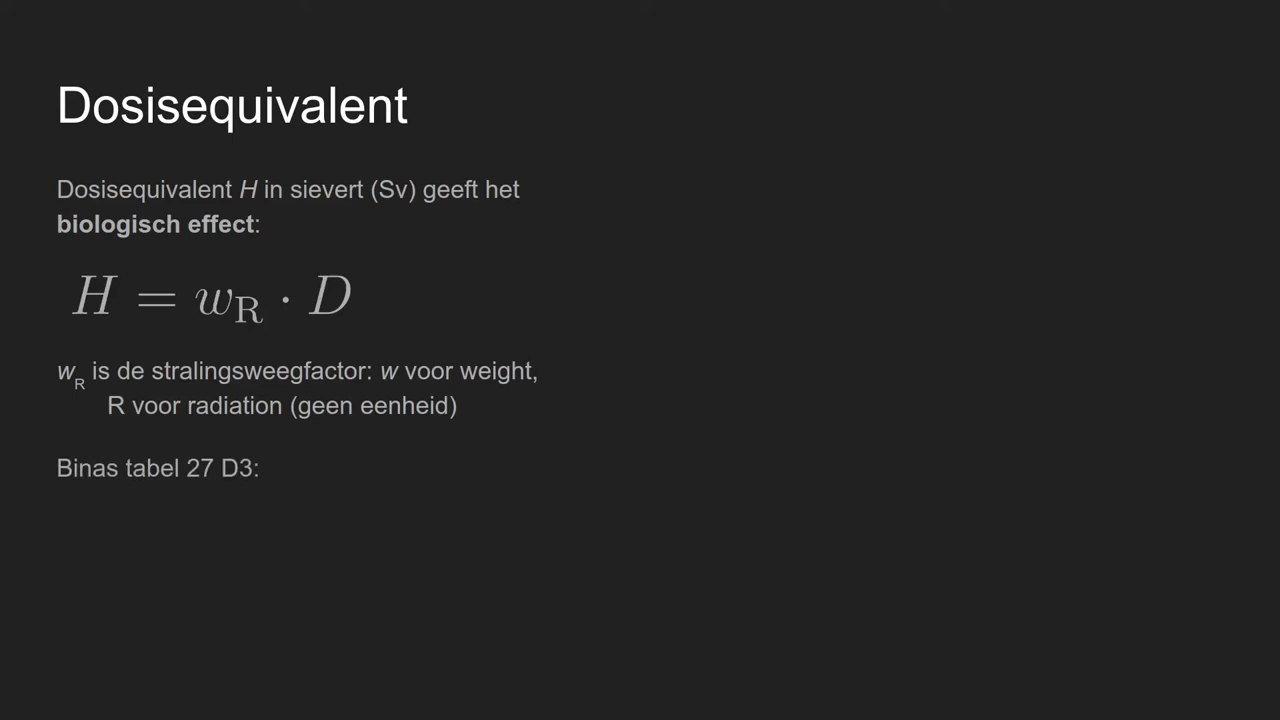 Dosisequivalent
Dosisequivalent H in sievert (Sv) geeft het
biologisch effect:
H = w_R · D
w_R is de stralingsweegfactor: w voor weight,
R voor radiation (geen eenheid)
Binas tabel 27 D3: